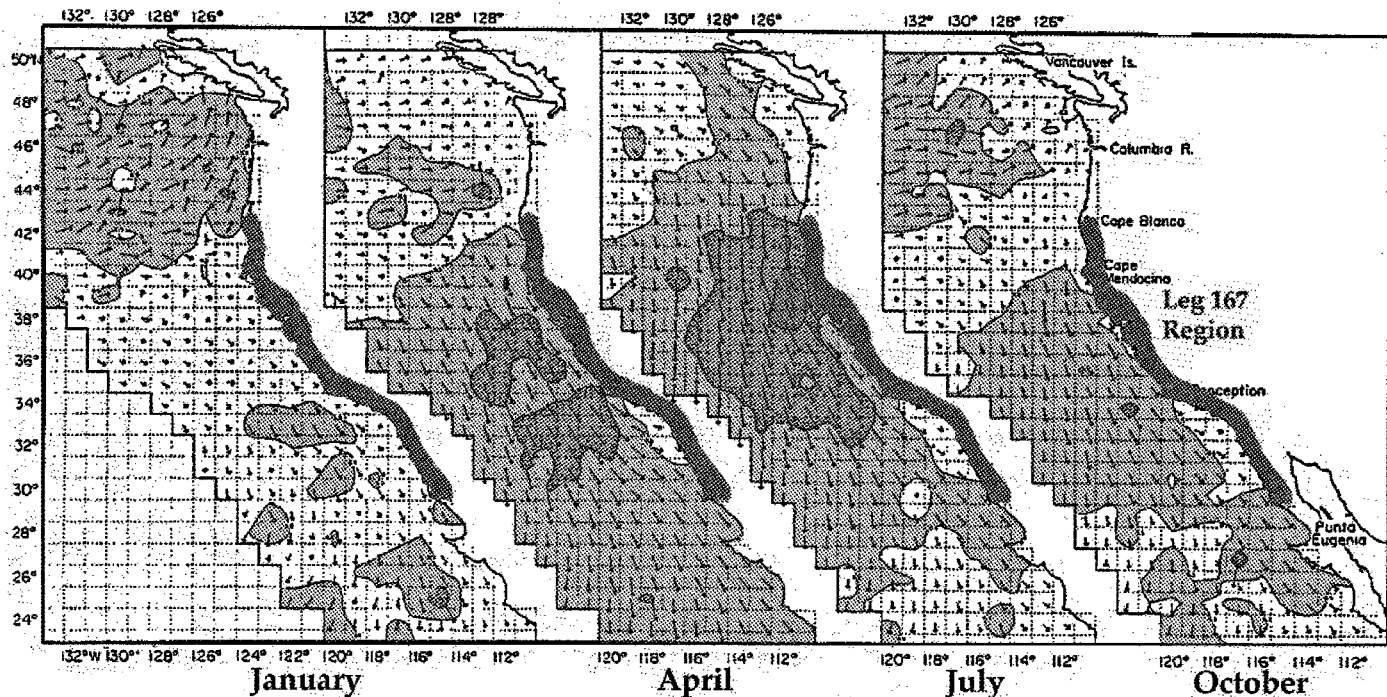 132° 130° 128° 126° 132° 130° 128° 128° 132° 130° 128° 126° 132° 130° 128° 126°
50°
48°
46°
44°
42°
40°
38°
36°
34°
32°
30°
28°
26°
24°
Vancouver Is.
Columbia R.
Cape Blanca
Cape
Mendocino
Leg 167
Region
Punta
Eugenia
132°W 130° 128° 126° 124° 122° 120° 118° 116° 114° 112° 120° 118° 116° 114° 112° 120° 118° 116° 114° 112° 120° 118° 116° 114° 112°
January April July October